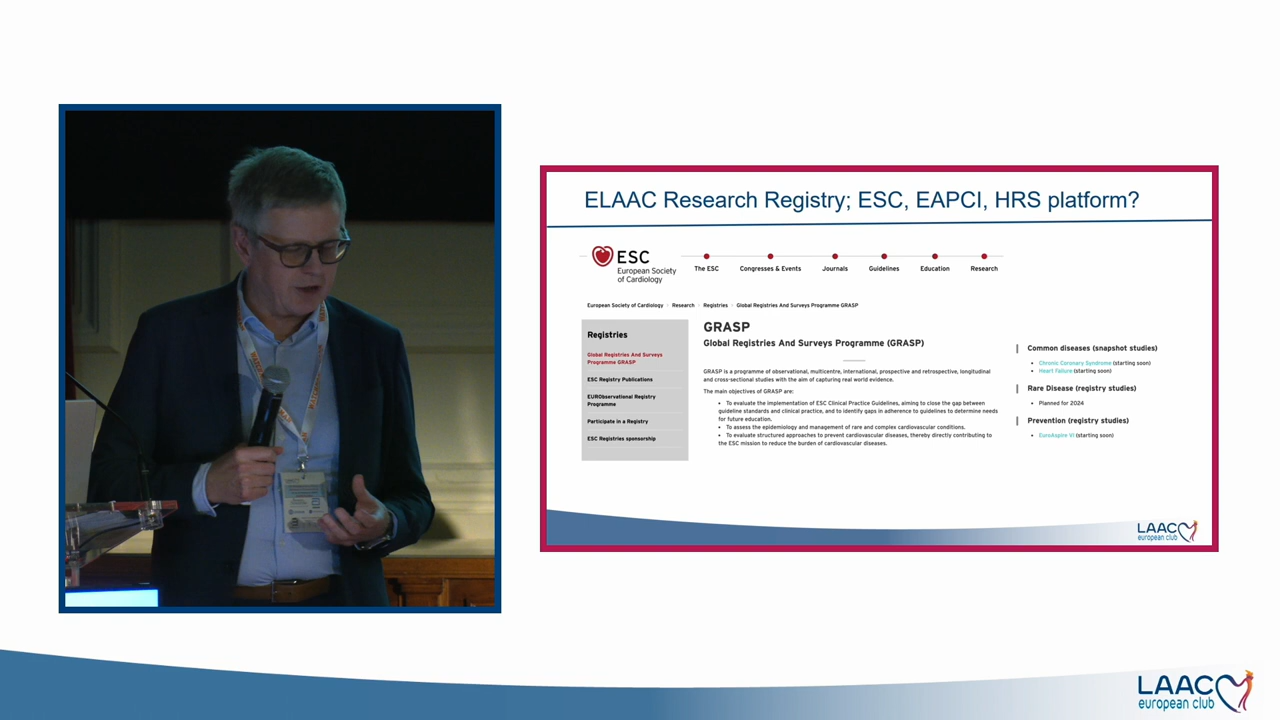 ELAAC Research Registry; ESC, EAPCI, HRS platform?
ESC
European Society
of Cardiology
The ESC
Congresses & Events
Journals
Guidelines
Education
Research
European Society of Cardiology
Research
Registries
Global Registries And Surveys Programme GRASP
Registries
Global Registries And Surveys
Programme GRASP
ESC Registry Publications
EURObservational Registry
Programme
Participate in a Registry
ESC Registries sponsorship
GRASP
Global Registries And Surveys Programme (GRASP)
GRASP is a programme of observational, multicentre, international, prospective and retrospective, longitudinal
and cross-sectional studies with the aim of capturing real world evidence.
The main objectives of GRASP are:
• To evaluate the implementation of ESC Clinical Practice Guidelines, aiming to close the gap between
guideline standards and clinical practice, and to identify gaps in adherence to guidelines to determine needs
for future education.
• To assess the epidemiology and management of rare and complex cardiovascular conditions.
• To evaluate structured approaches to prevent cardiovascular diseases, thereby directly contributing to
the ESC mission to reduce the burden of cardiovascular diseases.
Common diseases (snapshot studies)
• Chronic Coronary Syndrome (starting soon)
• Heart Failure (starting soon)
Rare Disease (registry studies)
• Planned for 2024
Prevention (registry studies)
• EuroAspire VI (starting soon)
LAAC
european club
LAAC
european club